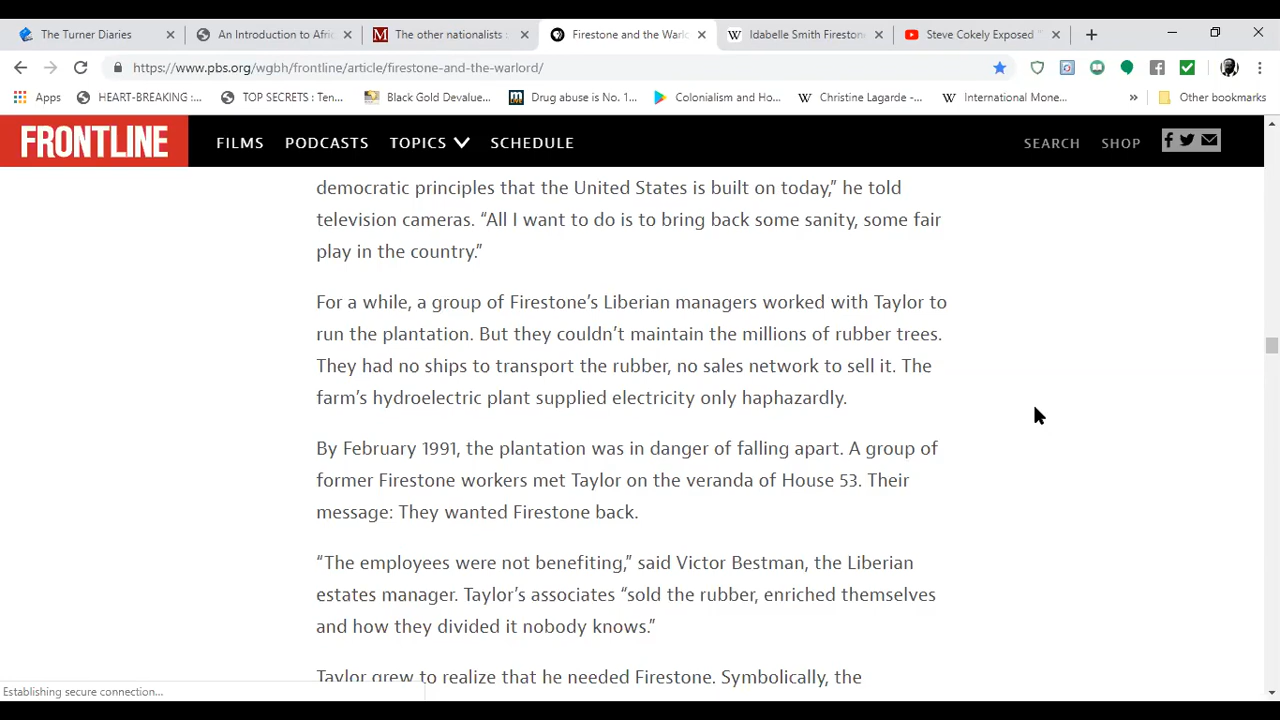 The Turner Diaries
An Introduction to Afri
The other nationalists
Firestone and the Warlo
Idabelle Smith Firestone
Steve Cokely Exposed "
https://www.pbs.org/wgbh/frontline/article/firestone-and-the-warlord/
Apps
HEART-BREAKING :...
TOP SECRETS : Ten...
Black Gold Devalue...
Drug abuse is No. 1...
Colonialism and Ho...
Christine Lagarde -...
International Mone...
»
Other bookmarks
FRONTLINE
FILMS
PODCASTS
TOPICS
SCHEDULE
SEARCH
SHOP
democratic principles that the United States is built on today,” he told
television cameras. “All I want to do is to bring back some sanity, some fair
play in the country.”
For a while, a group of Firestone’s Liberian managers worked with Taylor to
run the plantation. But they couldn’t maintain the millions of rubber trees.
They had no ships to transport the rubber, no sales network to sell it. The
farm’s hydroelectric plant supplied electricity only haphazardly.
By February 1991, the plantation was in danger of falling apart. A group of
former Firestone workers met Taylor on the veranda of House 53. Their
message: They wanted Firestone back.
“The employees were not benefiting,” said Victor Bestman, the Liberian
estates manager. Taylor’s associates “sold the rubber, enriched themselves
and how they divided it nobody knows.”
Taylor grew to realize that he needed Firestone. Symbolically, the
Establishing secure connection...